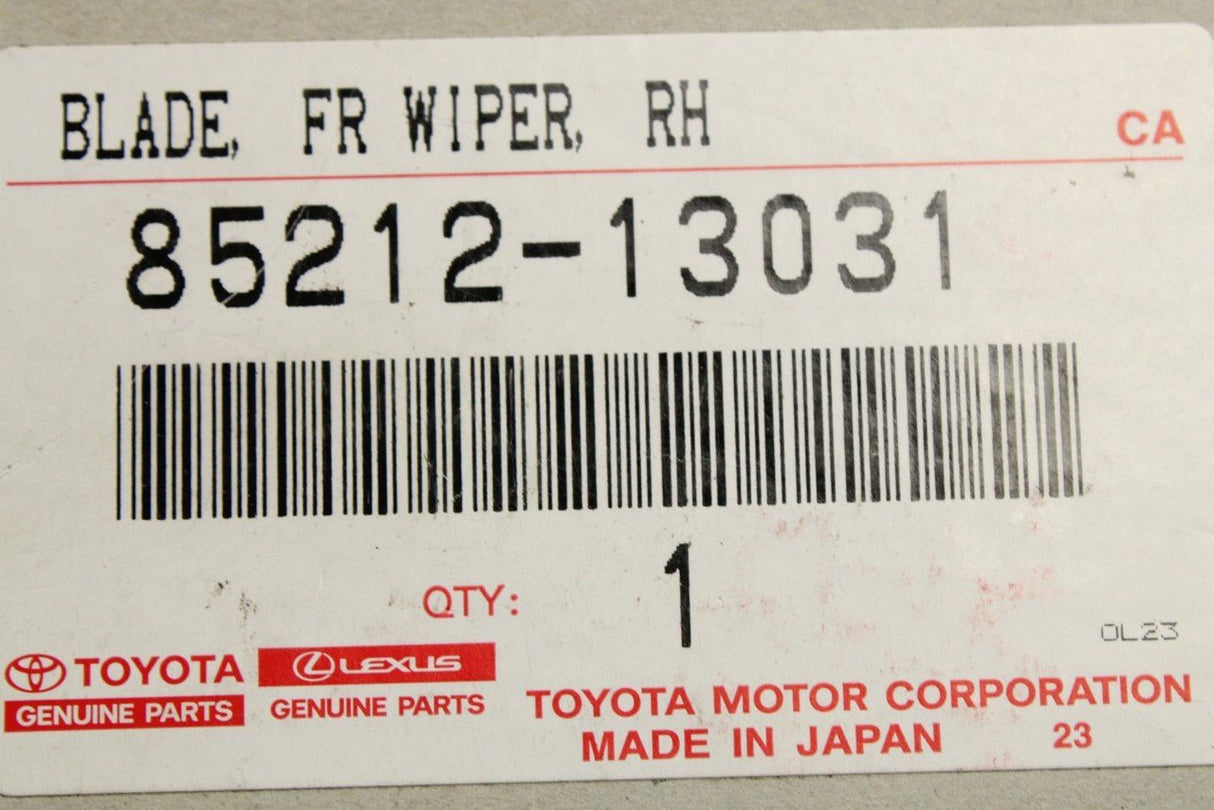 BLADE, FR WIPER, RH
CA
85212-13031
QTY: 1
0L23
TOYOTA
GENUINE PARTS
LEXUS
GENUINE PARTS
TOYOTA MOTOR CORPORATION
MADE IN JAPAN 23